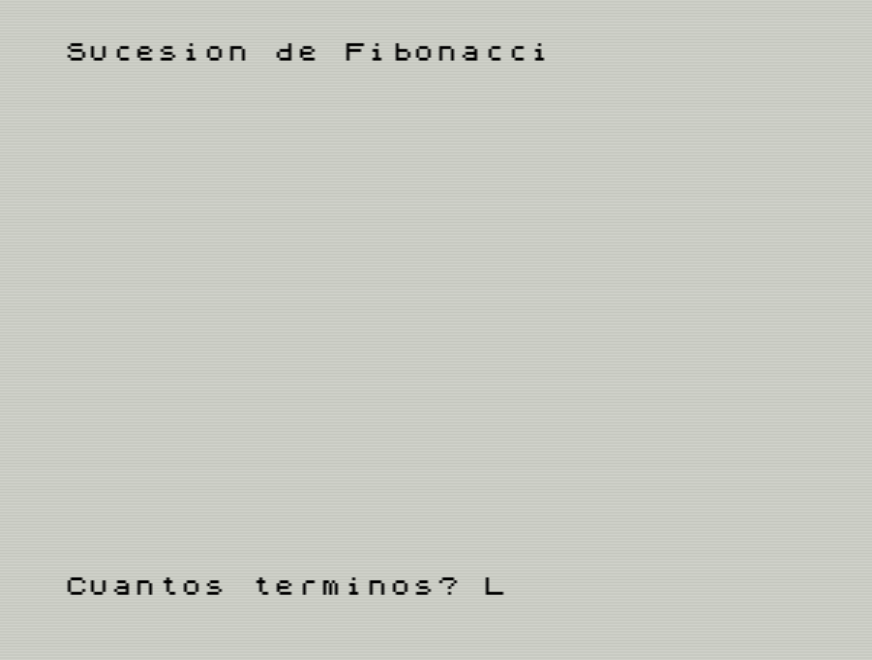 Sucesion de Fibonacci
Cuantos terminos? L